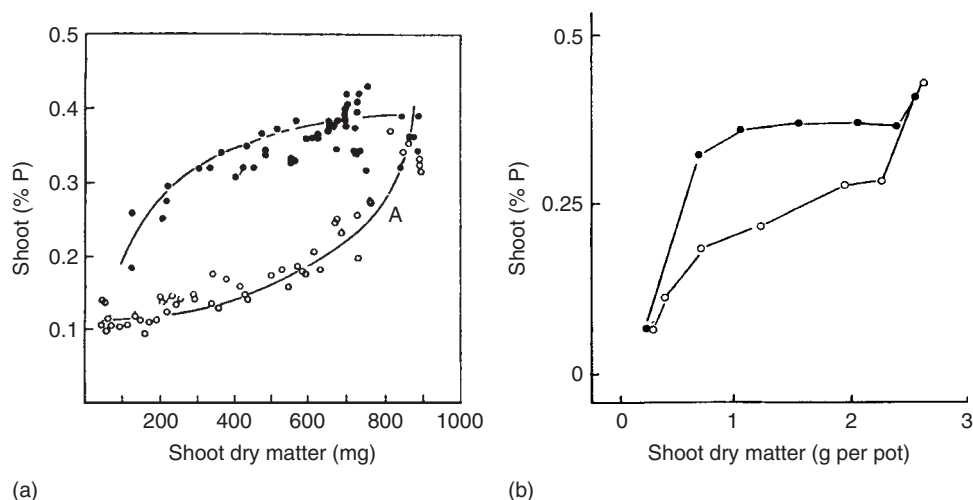 0.5
0.4
0.3
0.2
0.1
Shoot (% P)
A
200 400 600 800 1000
Shoot dry matter (mg)
(a)
0.5
0.25
0
Shoot (% P)
0 1 2 3
Shoot dry matter (g per pot)
(b)